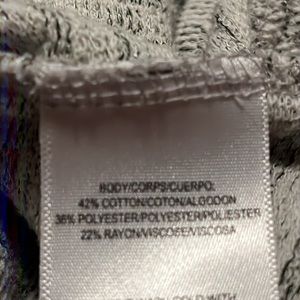 BODY/CORPS/CUERPO:
42% COTTON/COTON/ALGODON
36% POLYESTER/POLYESTER/POLIESTER
22% RAYON/VISCOSE/VISCOSA